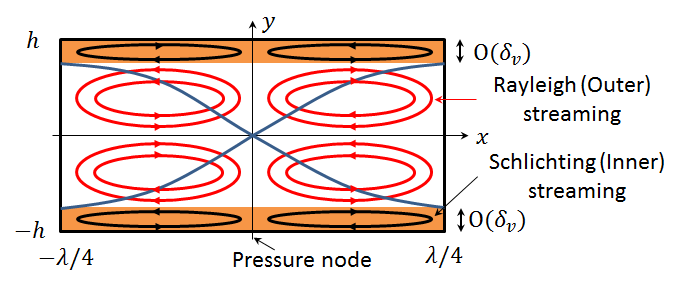 h
y
O(δᵥ)
Rayleigh (Outer)
streaming
x
Schlichting (Inner)
streaming
−h
O(δᵥ)
−λ/4
Pressure node
λ/4